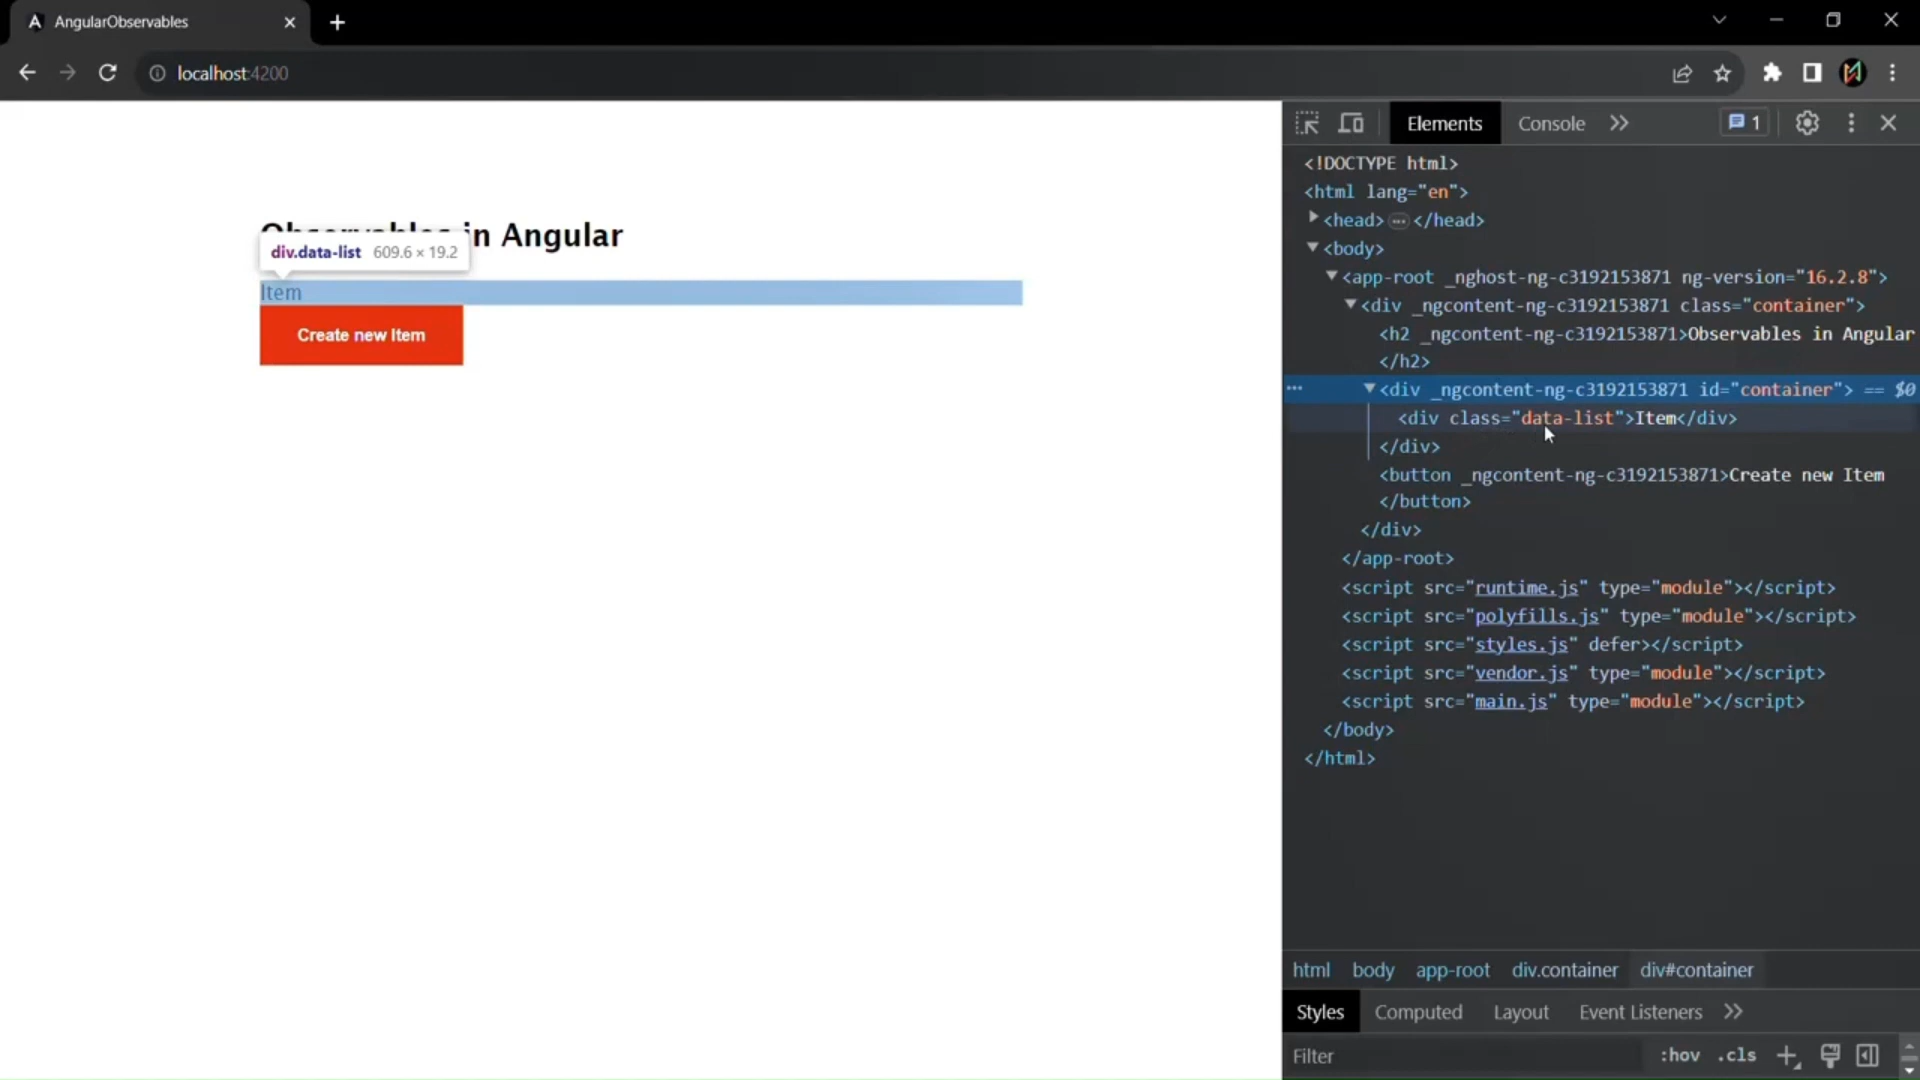 AngularObservables
localhost:4200
Observables in Angular
div.data-list 609.6 × 19.2
Item
Create new Item
Elements
Console
1
<!DOCTYPE html>
<html lang="en">
<head>…</head>
<body>
<app-root _nghost-ng-c3192153871 ng-version="16.2.8">
<div _ngcontent-ng-c3192153871 class="container">
<h2 _ngcontent-ng-c3192153871>Observables in Angular
</h2>
<div _ngcontent-ng-c3192153871 id="container"> == $0
<div class="data-list">Item</div>
</div>
<button _ngcontent-ng-c3192153871>Create new Item
</button>
</div>
</app-root>
<script src="runtime.js" type="module"></script>
<script src="polyfills.js" type="module"></script>
<script src="styles.js" defer></script>
<script src="vendor.js" type="module"></script>
<script src="main.js" type="module"></script>
</body>
</html>
html body app-root div.container div#container
Styles Computed Layout Event Listeners
Filter :hov .cls